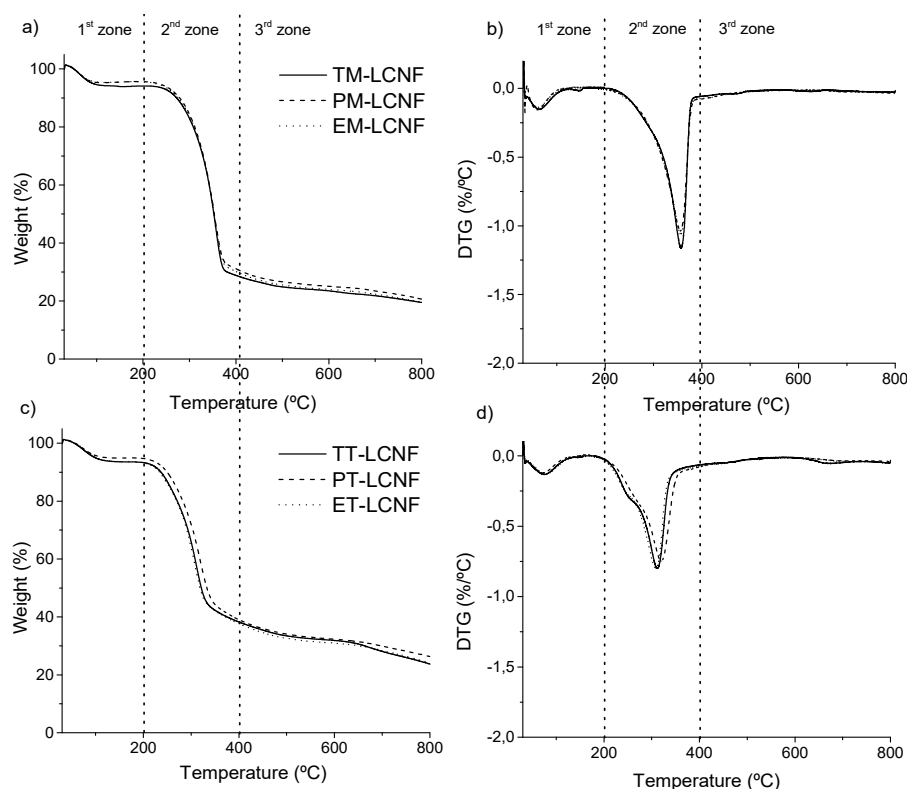 a)
1st zone 2nd zone 3rd zone
100
80
60
40
20
0
Weight (%)
TM-LCNF
PM-LCNF
EM-LCNF
200 400 600 800
Temperature (ºC)
b)
1st zone 2nd zone 3rd zone
0,0
-0,5
-1,0
-1,5
-2,0
DTG (%/ºC)
200 400 600 800
Temperature (ºC)
c)
100
80
60
40
20
0
Weight (%)
TT-LCNF
PT-LCNF
ET-LCNF
200 400 600 800
Temperature (ºC)
d)
0,0
-0,5
-1,0
-1,5
-2,0
DTG (%/ºC)
200 400 600 800
Temperature (ºC)